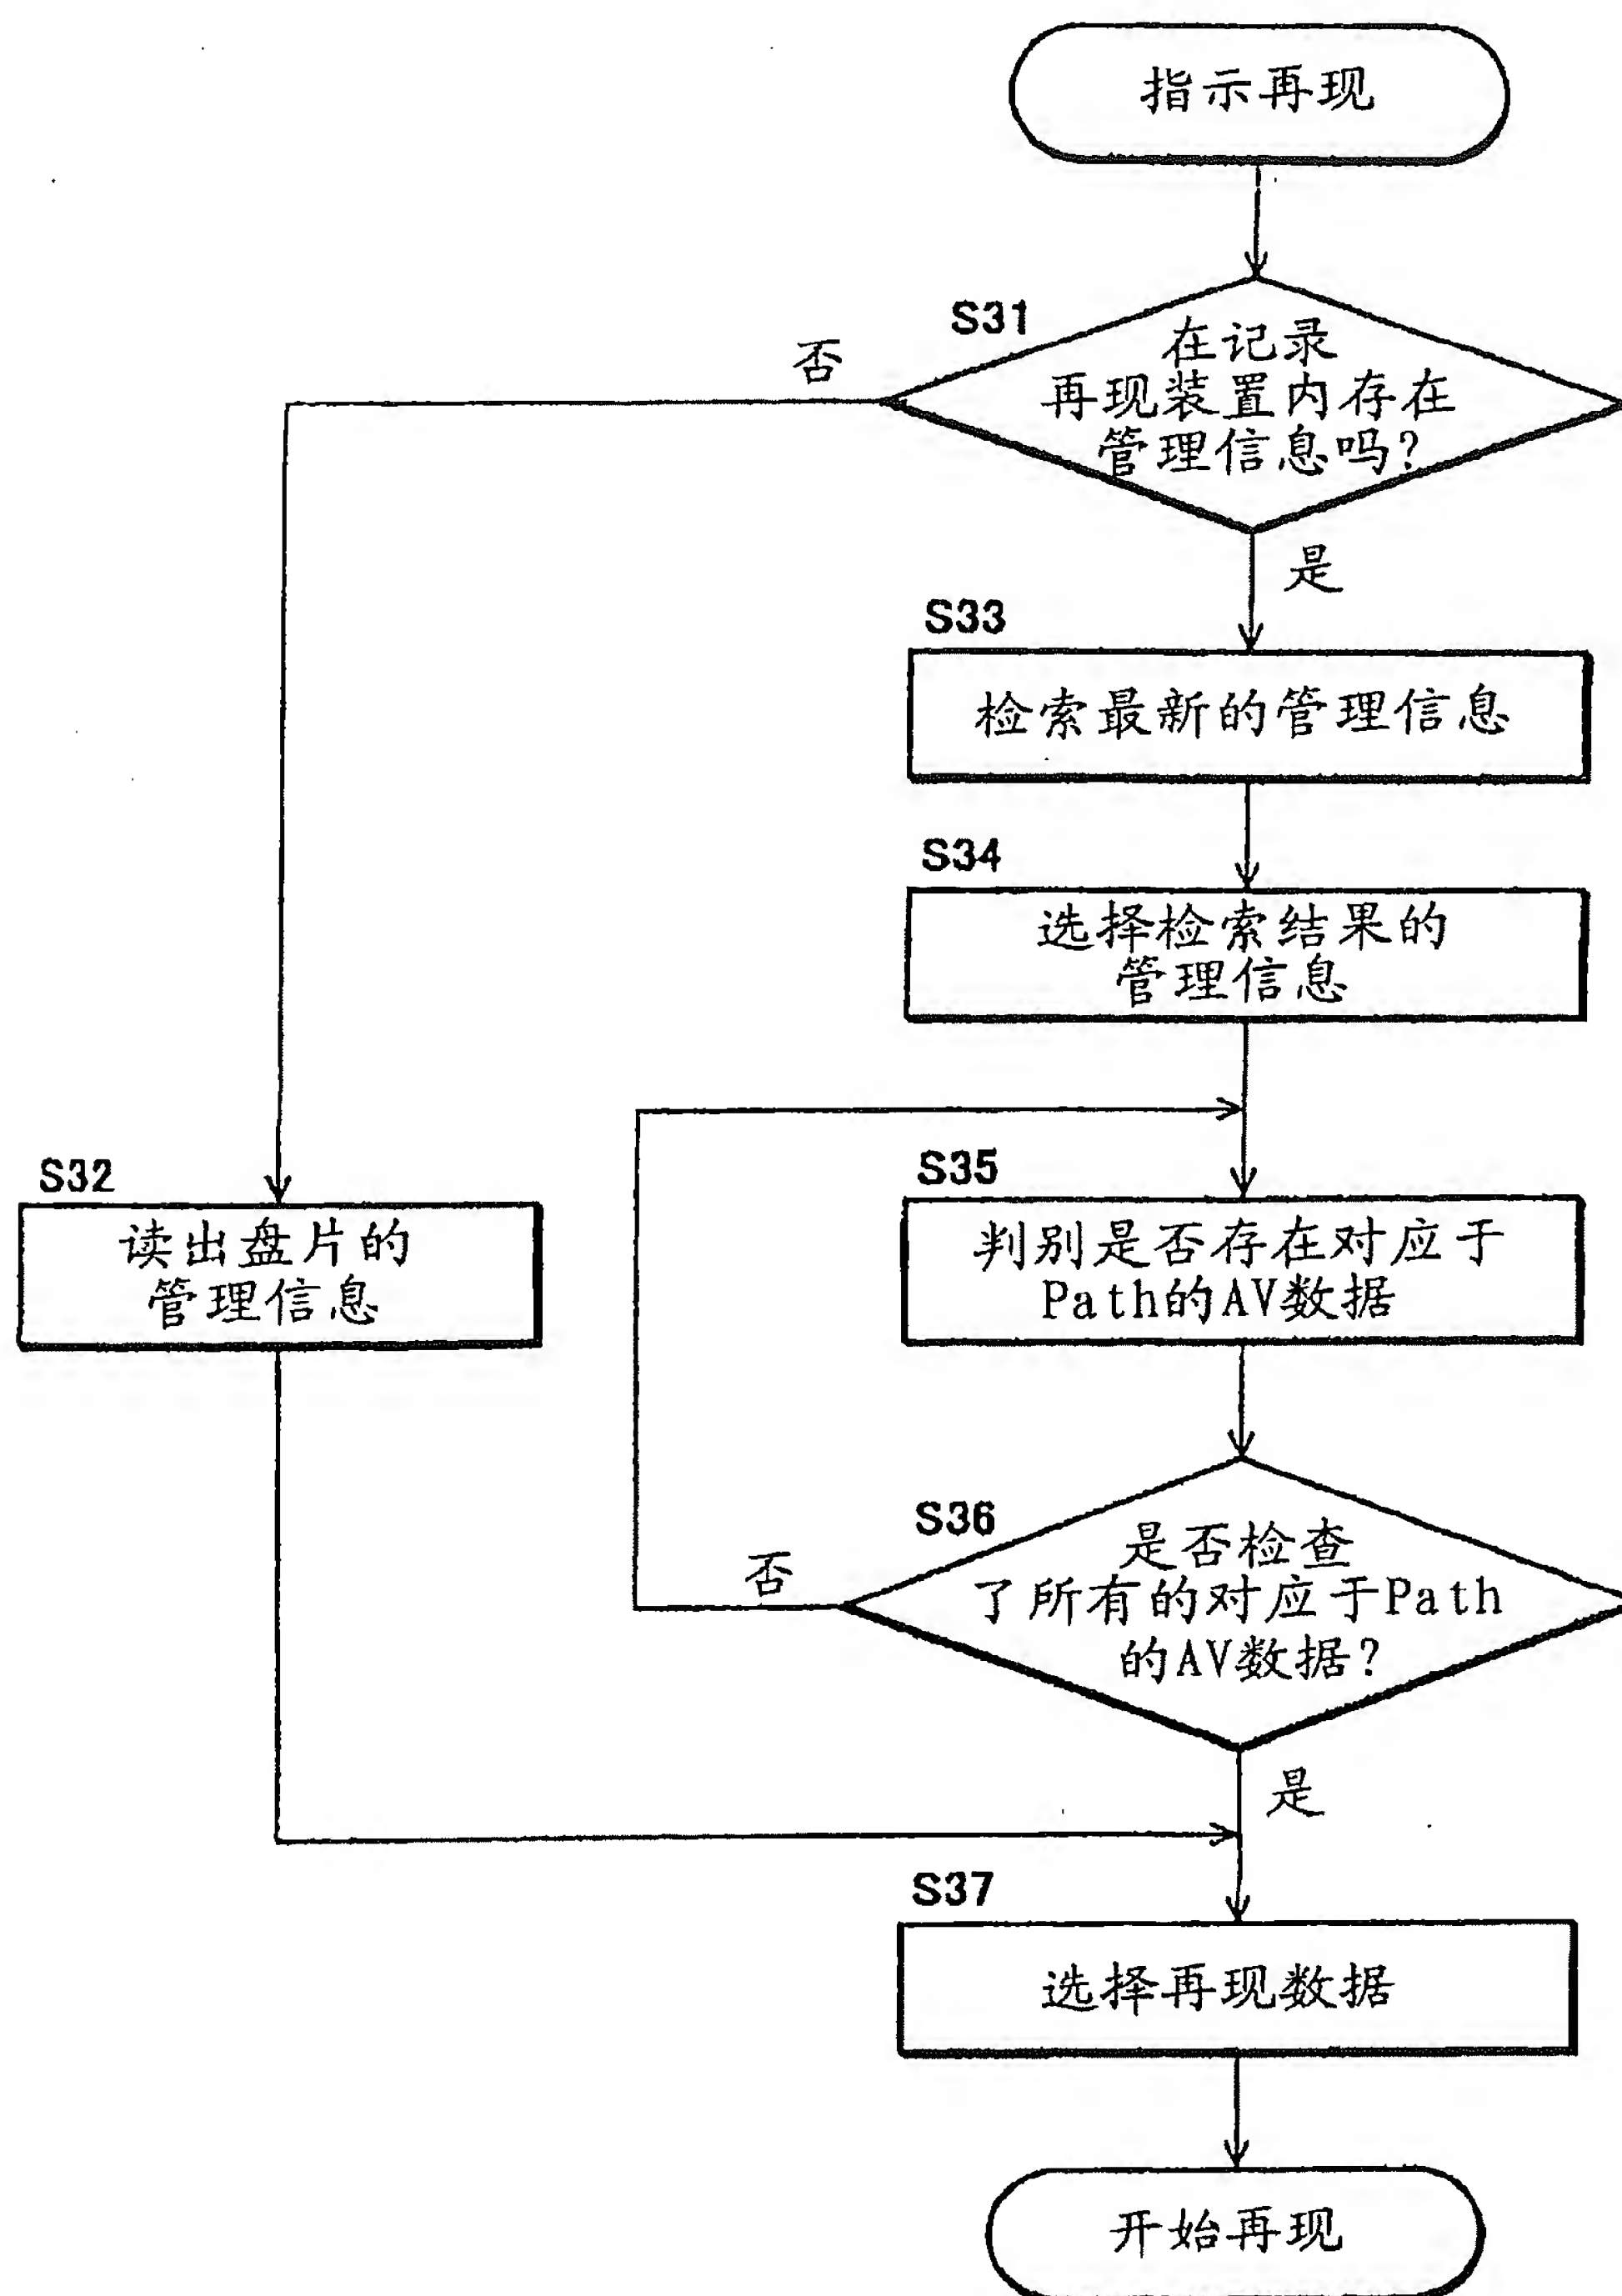 指示再现
S31
否
在记录
再现装置内存在
管理信息吗?
是
S33
检索最新的管理信息
S34
选择检索结果的
管理信息
S32
读出盘片的
管理信息
S35
判别是否存在对应于
Path的AV数据
S36
否
是否检查
了所有的对应于Path
的AV数据?
是
S37
选择再现数据
开始再现